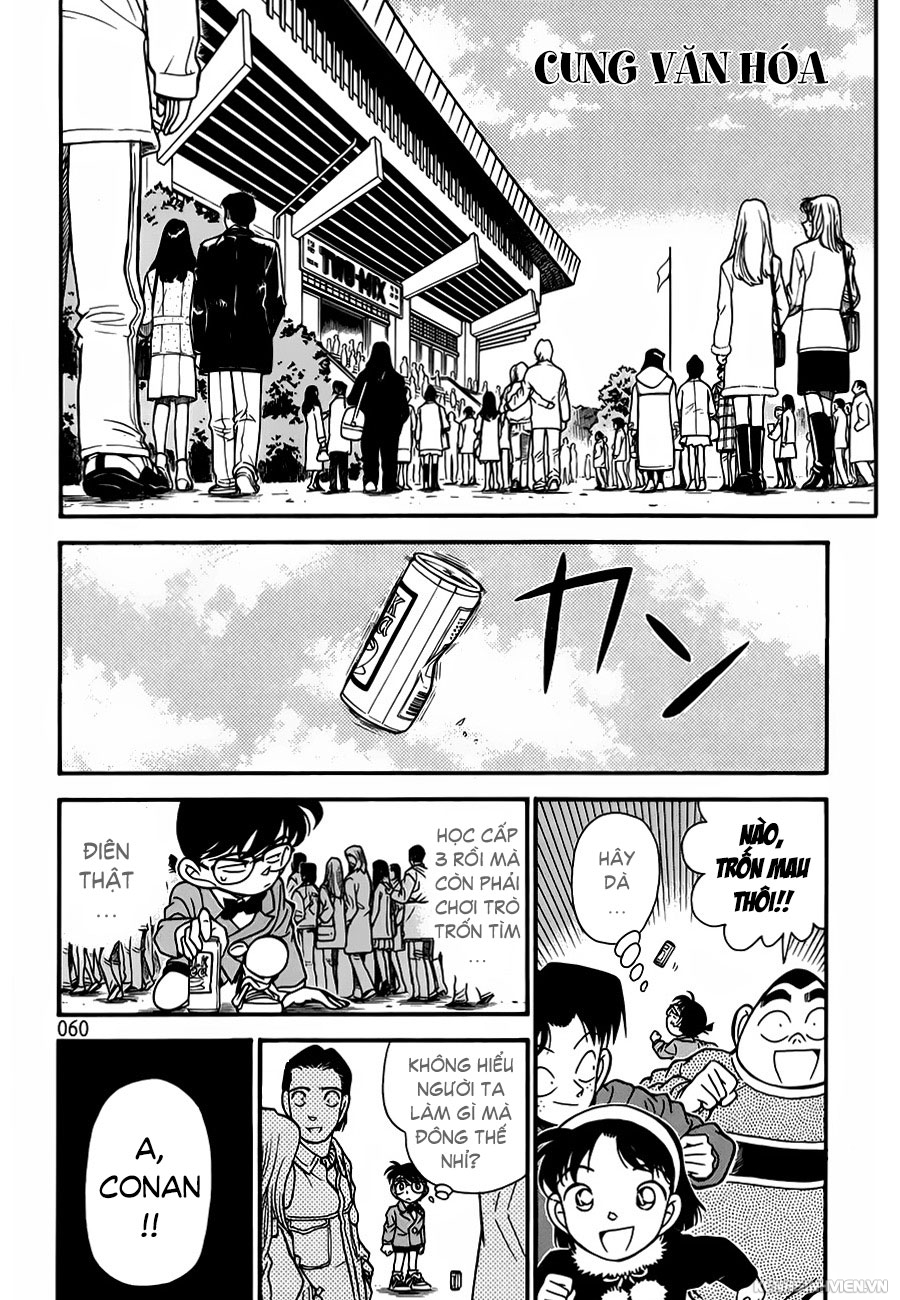 CUNG VĂN HÓA
TWO-MIX
カン
NÀO,
TRỐN MAU
THÔI!!
HÂY
DÀ
...
HỌC CẤP
3 RỒI MÀ
CÒN PHẢI
CHƠI TRÒ
TRỐN TÌM
...
ĐIÊN
THẬT
...
060
KHÔNG HIỂU
NGƯỜI TA
LÀM GÌ MÀ
ĐÔNG THẾ
NHỈ?
A,
CONAN
!!